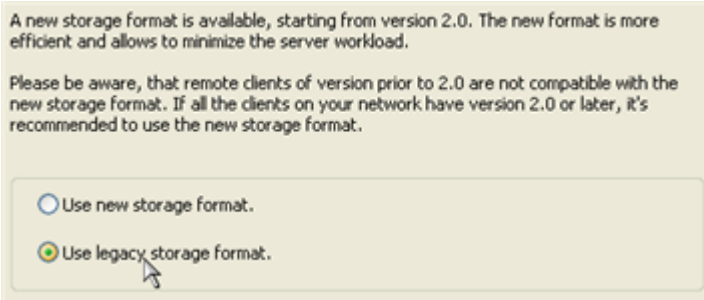 A new storage format is available, starting from version 2.0. The new format is more
efficient and allows to minimize the server workload.
Please be aware, that remote clients of version prior to 2.0 are not compatible with the
new storage format. If all the clients on your network have version 2.0 or later, it's
recommended to use the new storage format.
Use new storage format.
Use legacy storage format.